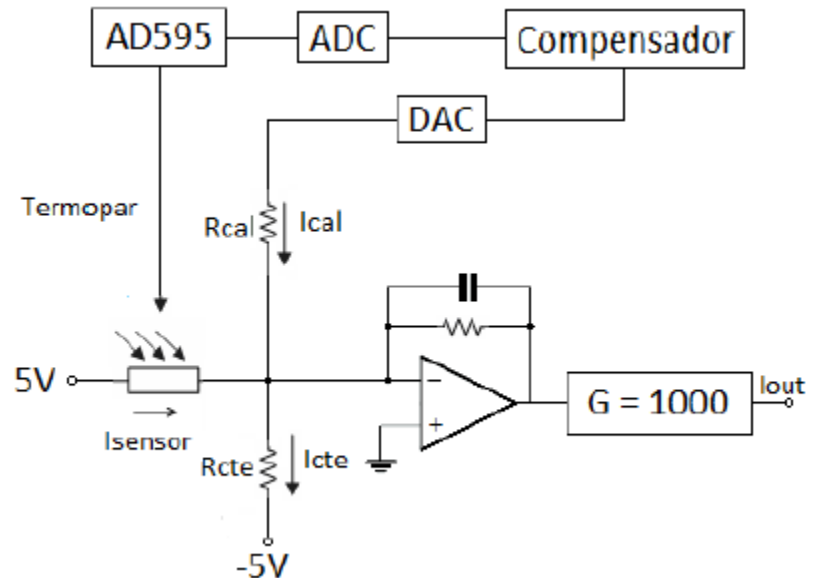 AD595
ADC
Compensador
DAC
Termopar
Rcal
Ical
5V
Isensor
−
+
G = 1000
Iout
Rcte
Icte
-5V